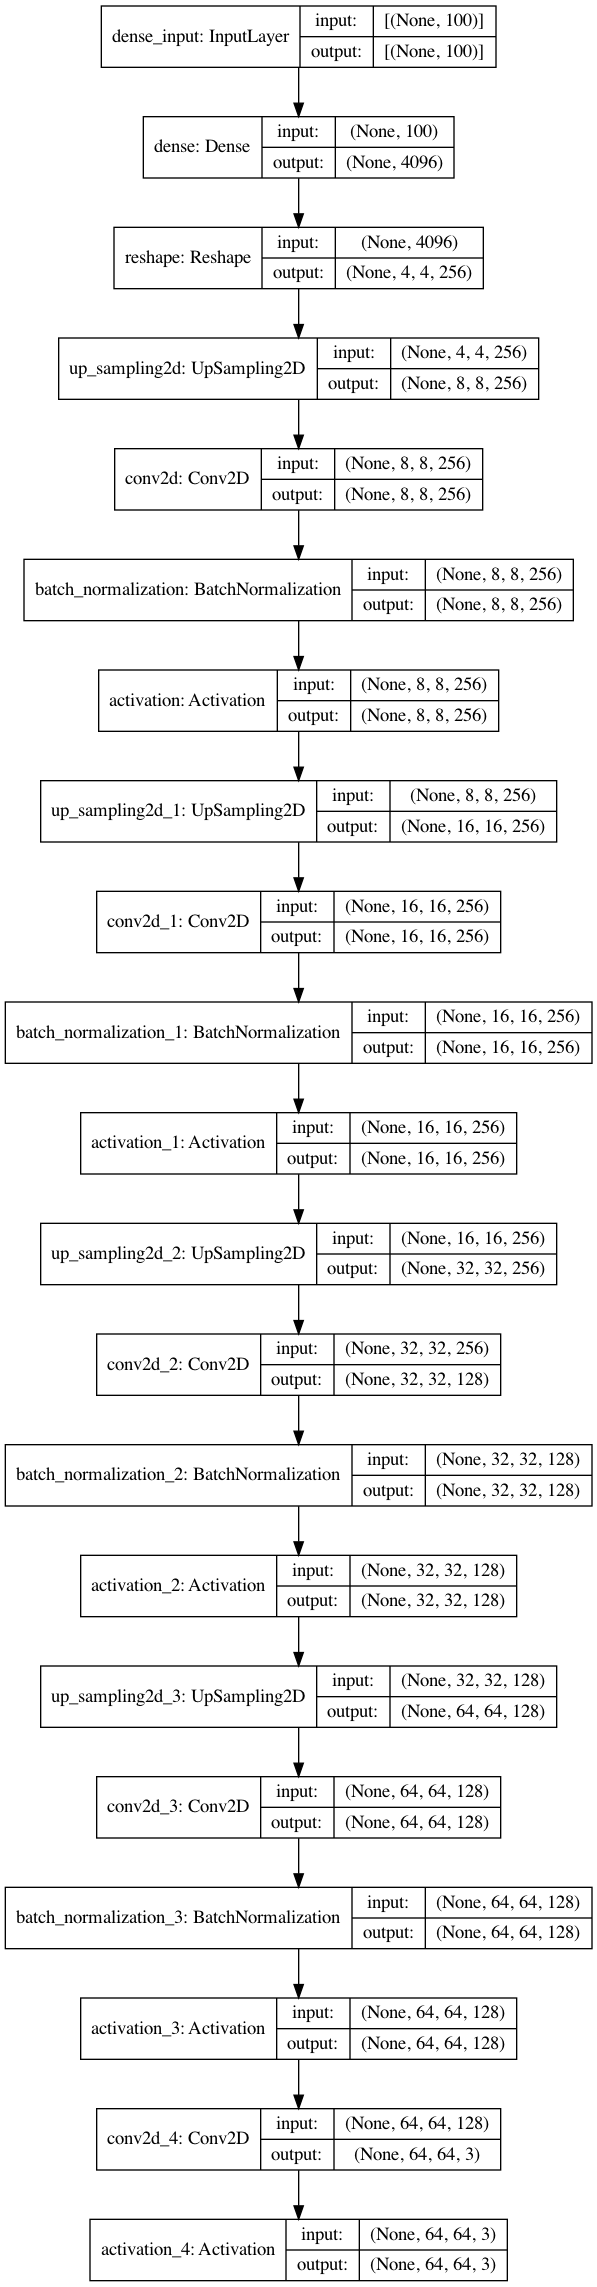 dense_input: InputLayer
input: [(None, 100)]
output: [(None, 100)]
dense: Dense
input: (None, 100)
output: (None, 4096)
reshape: Reshape
input: (None, 4096)
output: (None, 4, 4, 256)
up_sampling2d: UpSampling2D
input: (None, 4, 4, 256)
output: (None, 8, 8, 256)
conv2d: Conv2D
input: (None, 8, 8, 256)
output: (None, 8, 8, 256)
batch_normalization: BatchNormalization
input: (None, 8, 8, 256)
output: (None, 8, 8, 256)
activation: Activation
input: (None, 8, 8, 256)
output: (None, 8, 8, 256)
up_sampling2d_1: UpSampling2D
input: (None, 8, 8, 256)
output: (None, 16, 16, 256)
conv2d_1: Conv2D
input: (None, 16, 16, 256)
output: (None, 16, 16, 256)
batch_normalization_1: BatchNormalization
input: (None, 16, 16, 256)
output: (None, 16, 16, 256)
activation_1: Activation
input: (None, 16, 16, 256)
output: (None, 16, 16, 256)
up_sampling2d_2: UpSampling2D
input: (None, 16, 16, 256)
output: (None, 32, 32, 256)
conv2d_2: Conv2D
input: (None, 32, 32, 256)
output: (None, 32, 32, 128)
batch_normalization_2: BatchNormalization
input: (None, 32, 32, 128)
output: (None, 32, 32, 128)
activation_2: Activation
input: (None, 32, 32, 128)
output: (None, 32, 32, 128)
up_sampling2d_3: UpSampling2D
input: (None, 32, 32, 128)
output: (None, 64, 64, 128)
conv2d_3: Conv2D
input: (None, 64, 64, 128)
output: (None, 64, 64, 128)
batch_normalization_3: BatchNormalization
input: (None, 64, 64, 128)
output: (None, 64, 64, 128)
activation_3: Activation
input: (None, 64, 64, 128)
output: (None, 64, 64, 128)
conv2d_4: Conv2D
input: (None, 64, 64, 128)
output: (None, 64, 64, 3)
activation_4: Activation
input: (None, 64, 64, 3)
output: (None, 64, 64, 3)